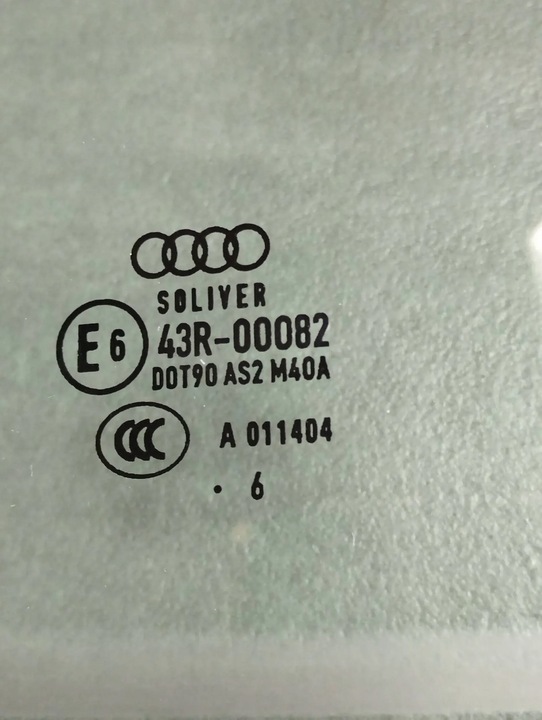 SOLIVER
E6 43R-00082
DOT90 AS2 M40A
CCC A 011404
. 6